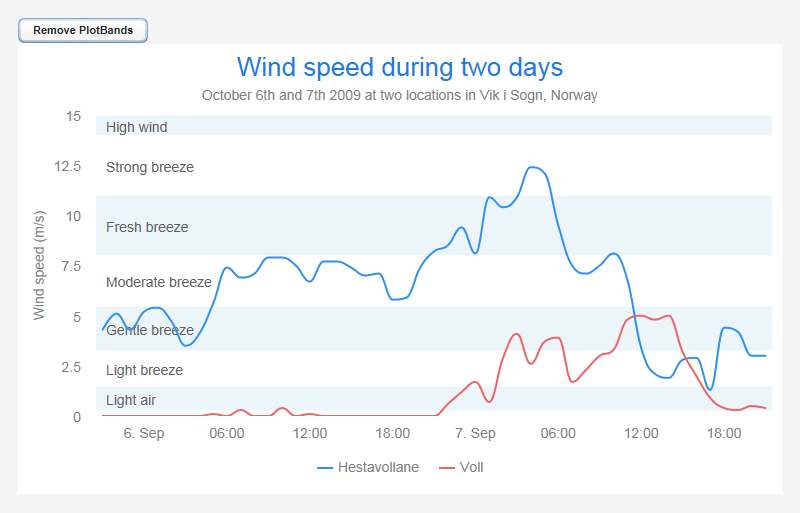 Remove PlotBands
Wind speed during two days
October 6th and 7th 2009 at two locations in Vik i Sogn, Norway
Wind speed (m/s)
15
12.5
10
7.5
5
2.5
0
High wind
Strong breeze
Fresh breeze
Moderate breeze
Gentle breeze
Light breeze
Light air
6. Sep
06:00
12:00
18:00
7. Sep
06:00
12:00
18:00
Hestavollane
Voll